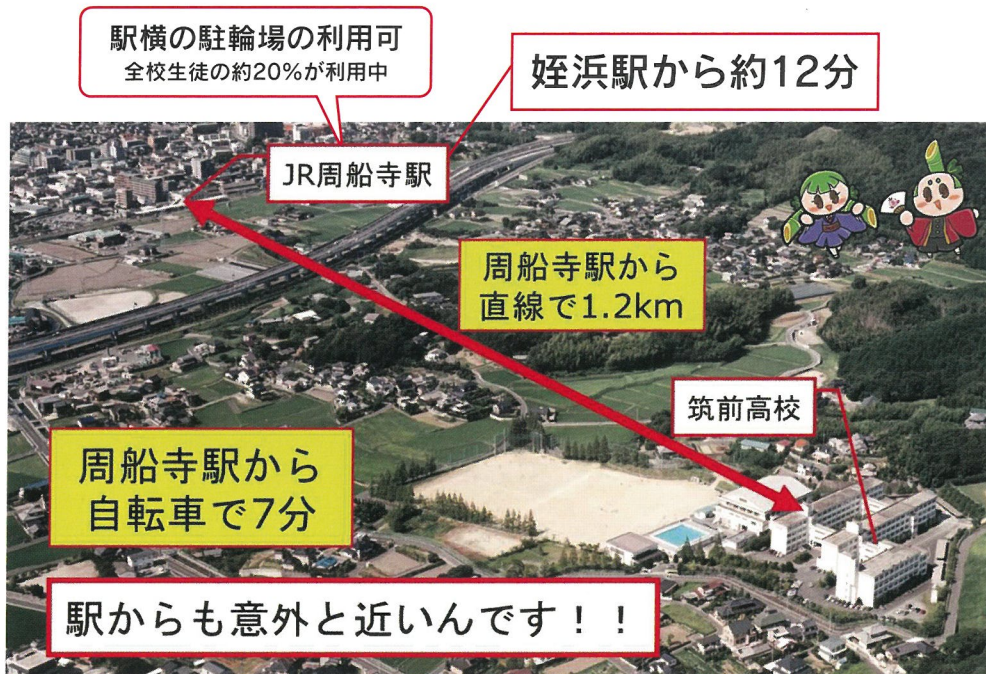 駅横の駐輪場の利用可
全校生徒の約20%が利用中
姪浜駅から約12分
JR周船寺駅
周船寺駅から
直線で1.2km
筑前高校
周船寺駅から
自転車で7分
駅からも意外と近いんです！！